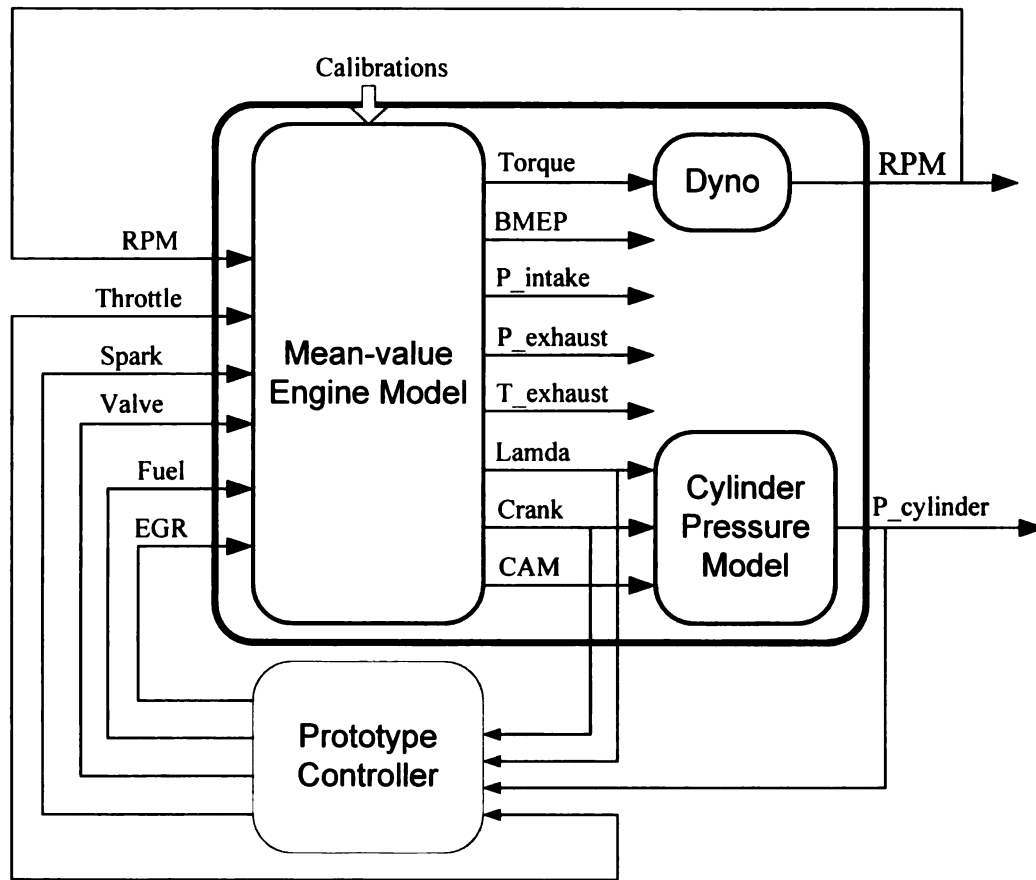 Calibrations
Torque
Dyno
RPM
BMEP
RPM
P_intake
Throttle
P_exhaust
Spark
Mean-value
Engine Model
T_exhaust
Valve
Lamda
Fuel
Cylinder
Pressure
Model
Crank
P_cylinder
EGR
CAM
Prototype
Controller